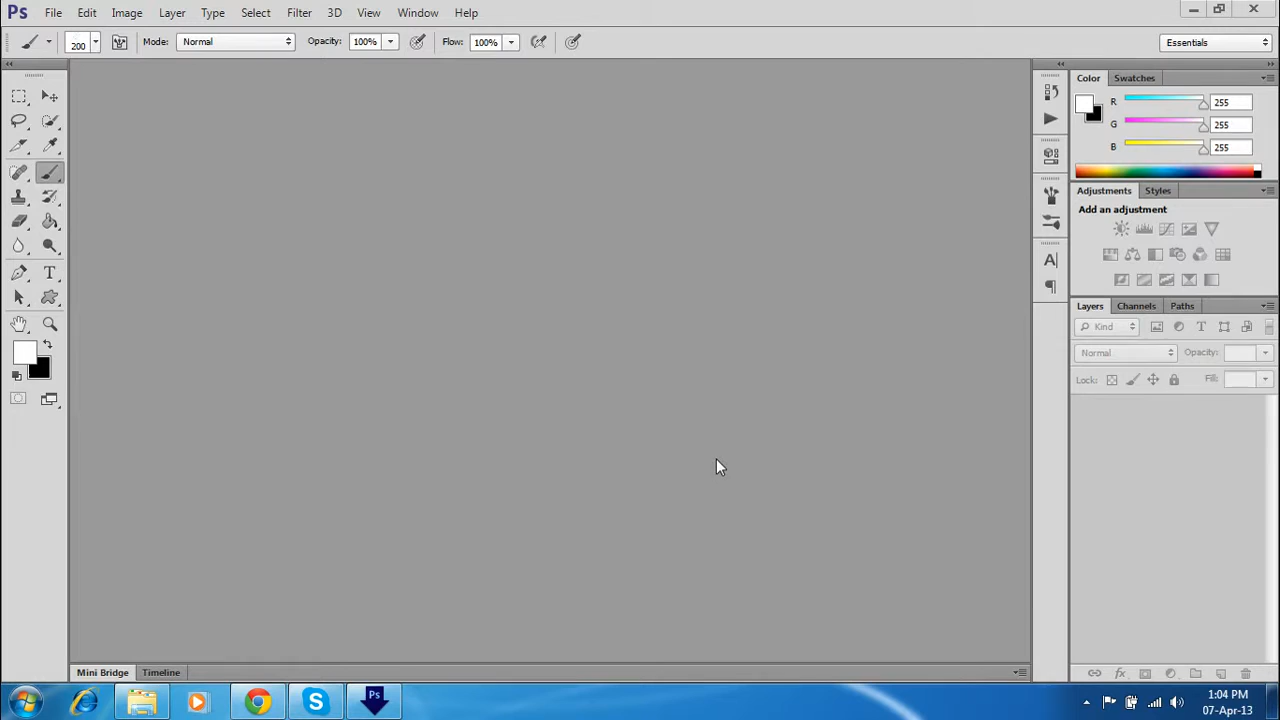 Ps File Edit Image Layer Type Select Filter 3D View Window Help
200 Mode: Normal Opacity: 100% Flow: 100% Essentials
Color Swatches
R 255
G 255
B 255
Adjustments Styles
Add an adjustment
Layers Channels Paths
Kind
Normal Opacity:
Lock: Fill:
Mini Bridge Timeline
Ps
1:04 PM
07-Apr-13